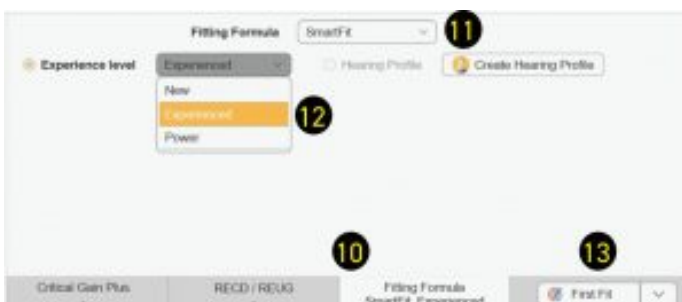 Fitting Formula SmartFit 11
Experience level Experienced Hearing Profile Create Hearing Profile
New
Experienced 12
Power
10 13
Critical Gain Plus RECD / REUG Fitting Formula First Fit
SmartFit, Experienced